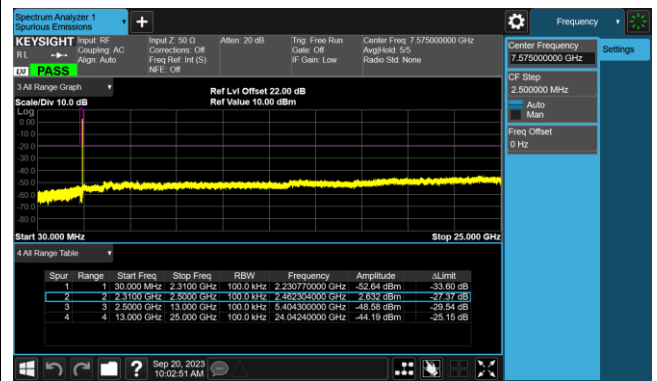 Spectrum Analyzer 1
Spurious Emissions
Frequency
KEYSIGHT Input: RF Input Z: 50 Ω Atten: 20 dB Trig: Free Run Center Freq: 7.575000000 GHz
R L Coupling: AC Corrections: Off Gate: Off Avg|Hold: 5/5
Align: Auto Freq Ref: Int (S) IF Gain: Low Radio Std: None
NFE: Off
LXI PASS
Center Frequency
7.575000000 GHz
Settings
CF Step
2.500000 MHz
Auto
Man
Freq Offset
0 Hz
3 All Range Graph
Ref Lvl Offset 22.00 dB
Scale/Div 10.0 dB Ref Value 10.00 dBm
Log
0.00
-10.0
-20.0
-30.0
-40.0
-50.0
-60.0
-70.0
-80.0
Start 30.000 MHz Stop 25.000 GHz
4 All Range Table
Spur Range Start Freq Stop Freq RBW Frequency Amplitude ΔLimit
1 1 30.000 MHz 2.3100 GHz 100.0 kHz 2.230770000 GHz -52.64 dBm -33.60 dB
2 2 2.3100 GHz 2.5000 GHz 100.0 kHz 2.462304000 GHz 2.632 dBm -27.37 dB
3 3 2.5000 GHz 13.000 GHz 100.0 kHz 5.404300000 GHz -48.58 dBm -29.54 dB
4 4 13.000 GHz 25.000 GHz 100.0 kHz 24.04240000 GHz -44.19 dBm -25.15 dB
?
Sep 20, 2023
10:02:51 AM